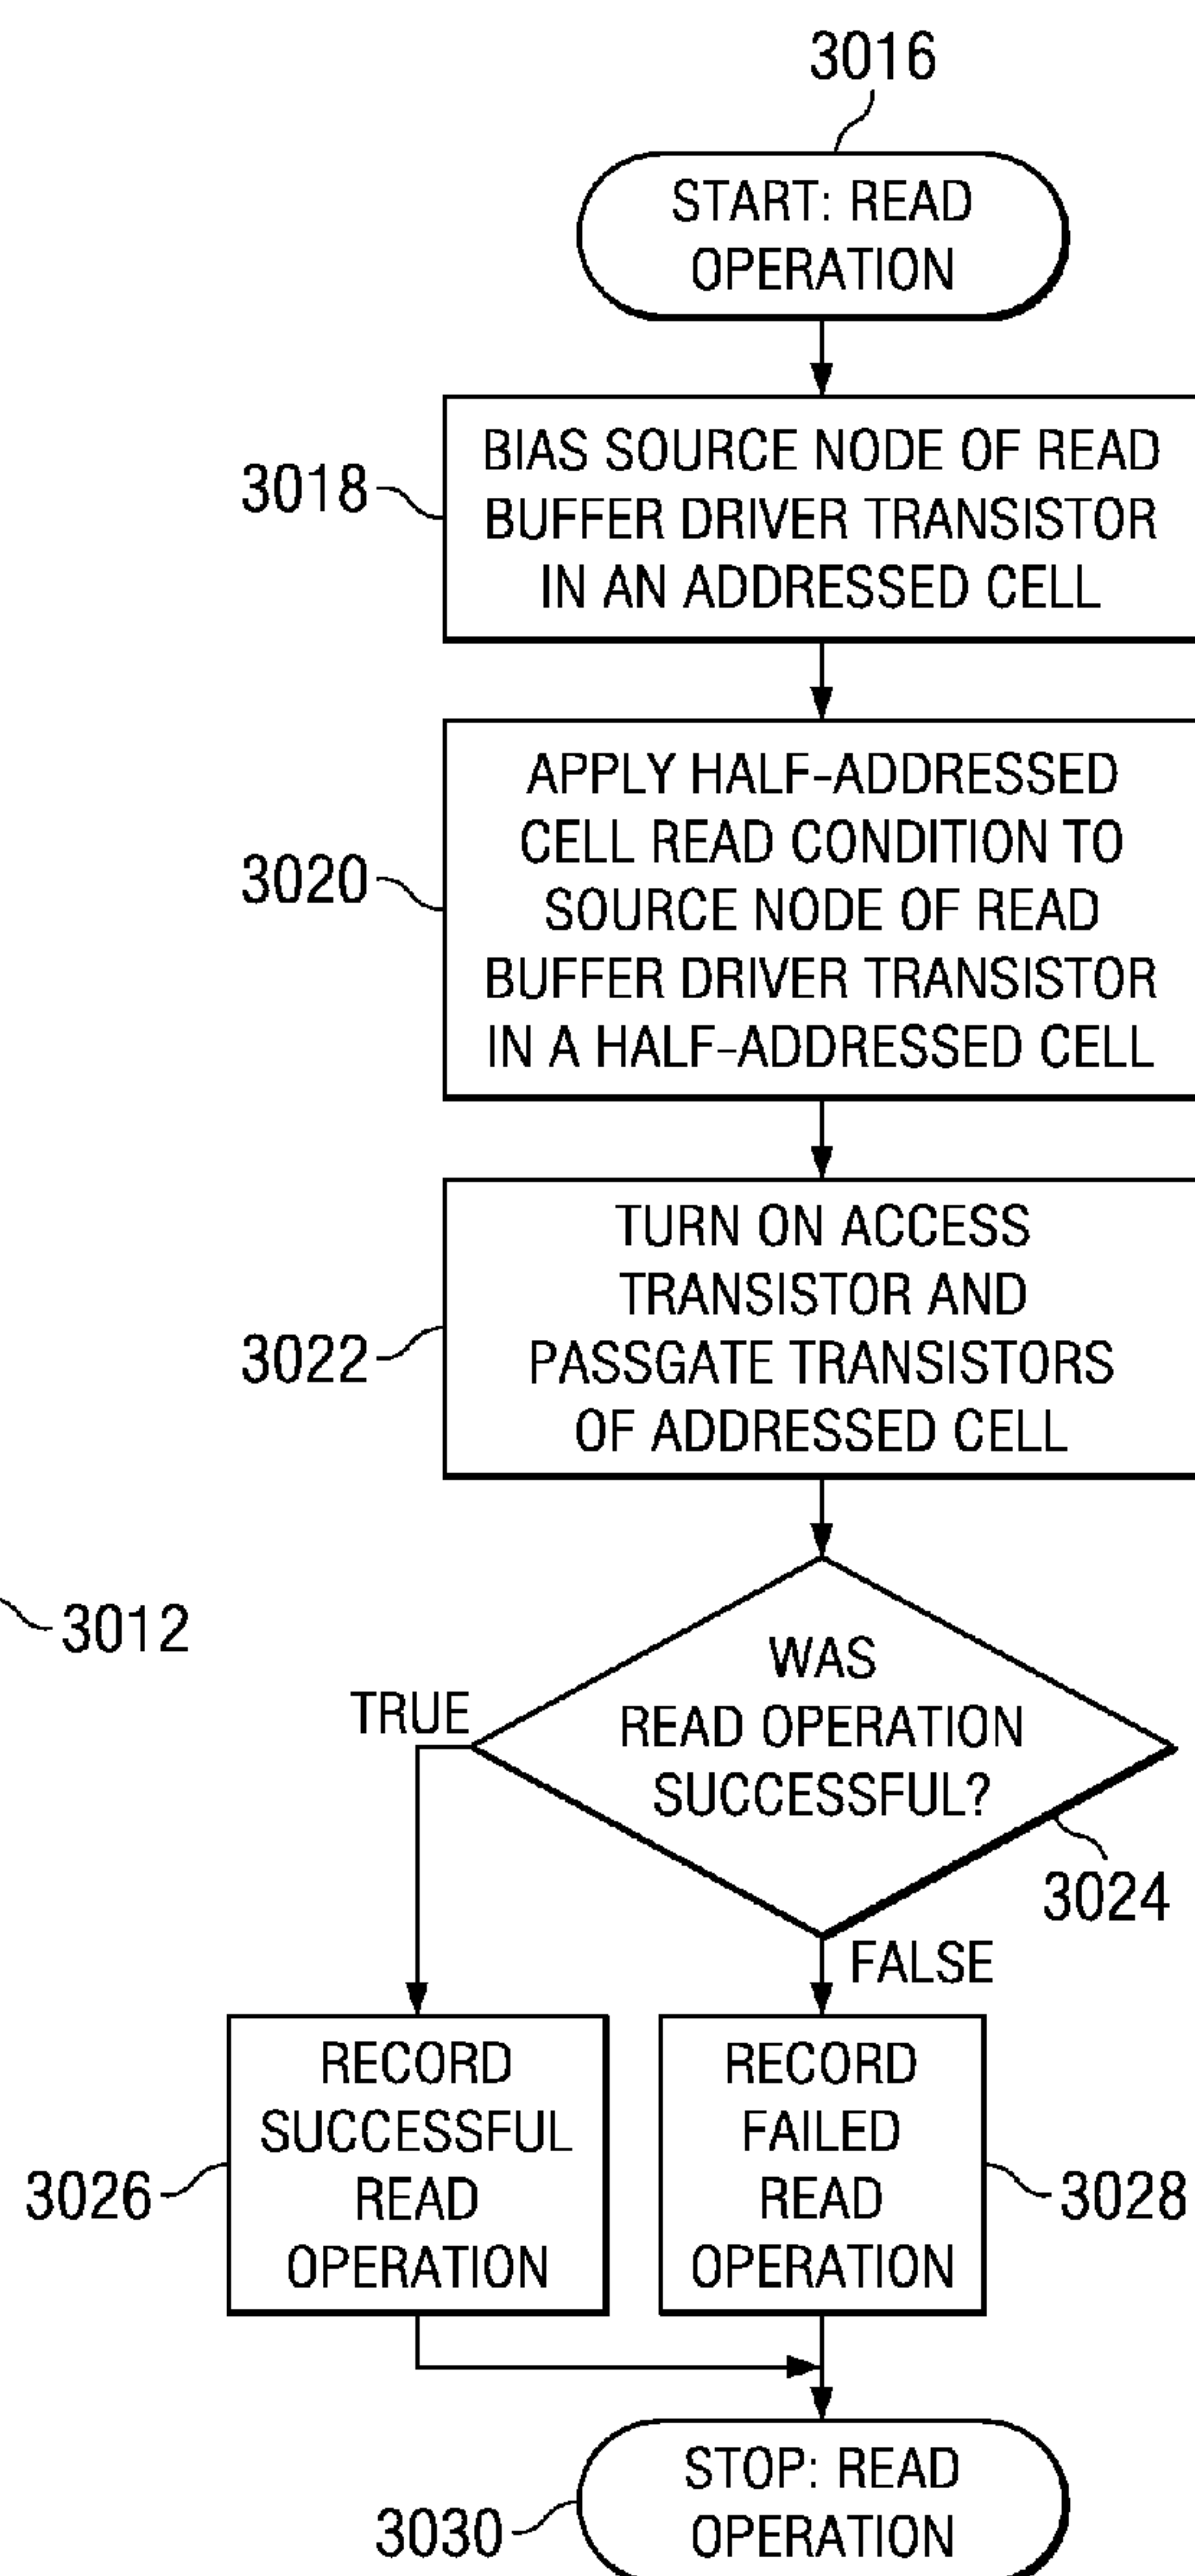 3016
START: READ
OPERATION
3018
BIAS SOURCE NODE OF READ
BUFFER DRIVER TRANSISTOR
IN AN ADDRESSED CELL
3020
APPLY HALF-ADDRESSED
CELL READ CONDITION TO
SOURCE NODE OF READ
BUFFER DRIVER TRANSISTOR
IN A HALF-ADDRESSED CELL
3022
TURN ON ACCESS
TRANSISTOR AND
PASSGATE TRANSISTORS
OF ADDRESSED CELL
3012
WAS
READ OPERATION
SUCCESSFUL?
TRUE
3024
FALSE
RECORD
SUCCESSFUL
READ
OPERATION
3026
RECORD
FAILED
READ
OPERATION
3028
STOP: READ
OPERATION
3030